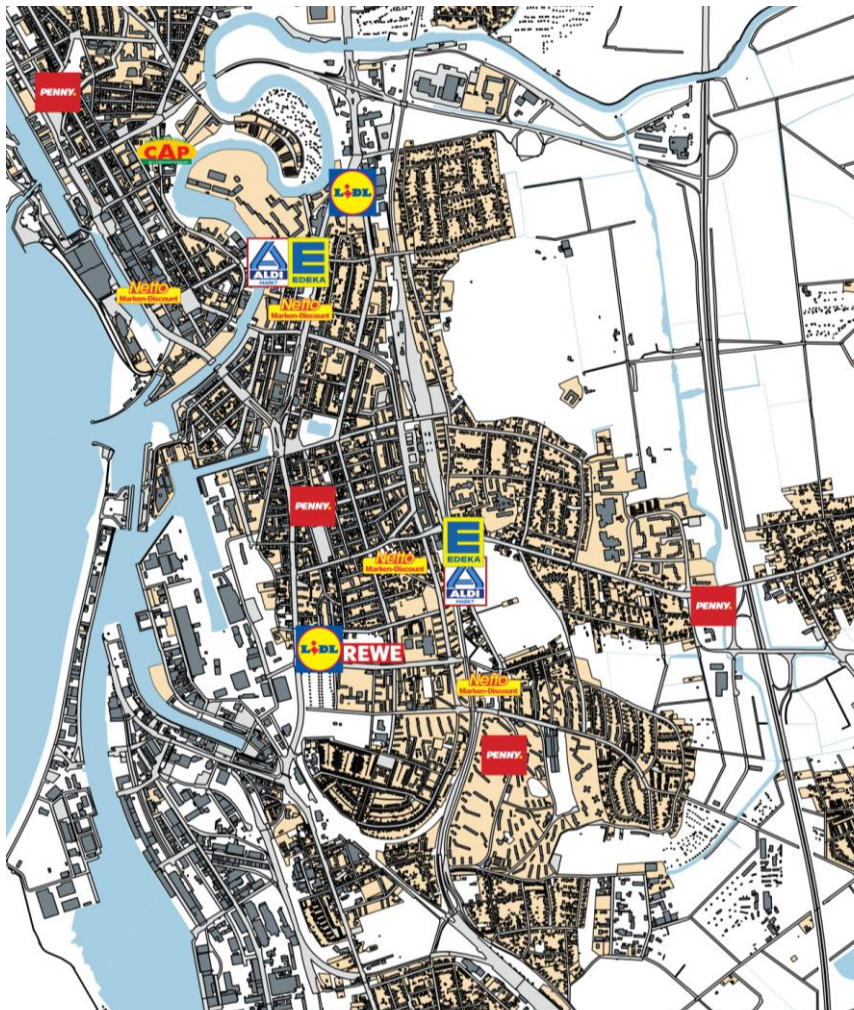 PENNY.
CAP
LiDL
ALDI
MARKT
E
EDEKA
Netto
Marken-Discount
Netto
Marken-Discount
PENNY.
E
EDEKA
Netto
Marken-Discount
ALDI
MARKT
PENNY.
LiDL
REWE
Netto
Marken-Discount
PENNY.